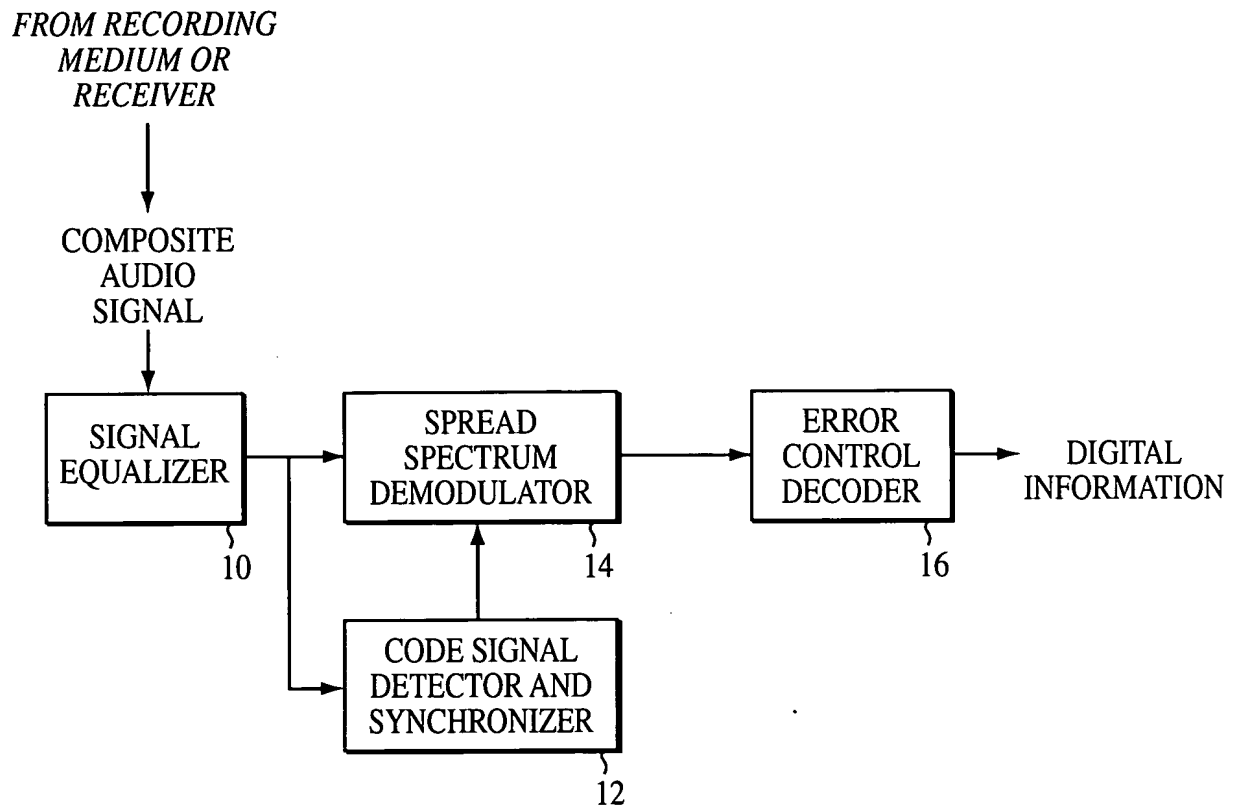 FROM RECORDING
MEDIUM OR
RECEIVER
COMPOSITE
AUDIO
SIGNAL
SIGNAL
EQUALIZER
10
SPREAD
SPECTRUM
DEMODULATOR
14
ERROR
CONTROL
DECODER
16
DIGITAL
INFORMATION
CODE SIGNAL
DETECTOR AND
SYNCHRONIZER
12